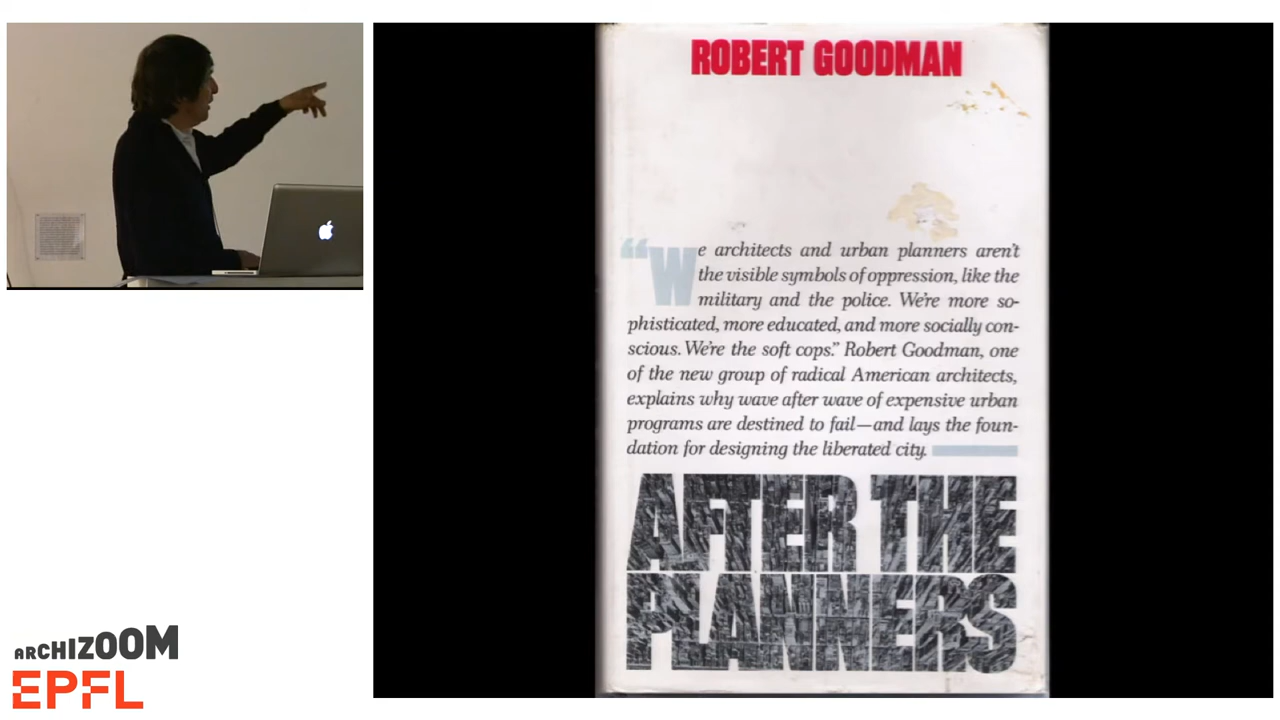 ROBERT GOODMAN
“We architects and urban planners aren't
the visible symbols of oppression, like the
military and the police. We're more so-
phisticated, more educated, and more socially con-
scious. We're the soft cops.” Robert Goodman, one
of the new group of radical American architects,
explains why wave after wave of expensive urban
programs are destined to fail—and lays the foun-
dation for designing the liberated city.
AFTER THE
PLANNERS
ARCHIZOOM
EPFL